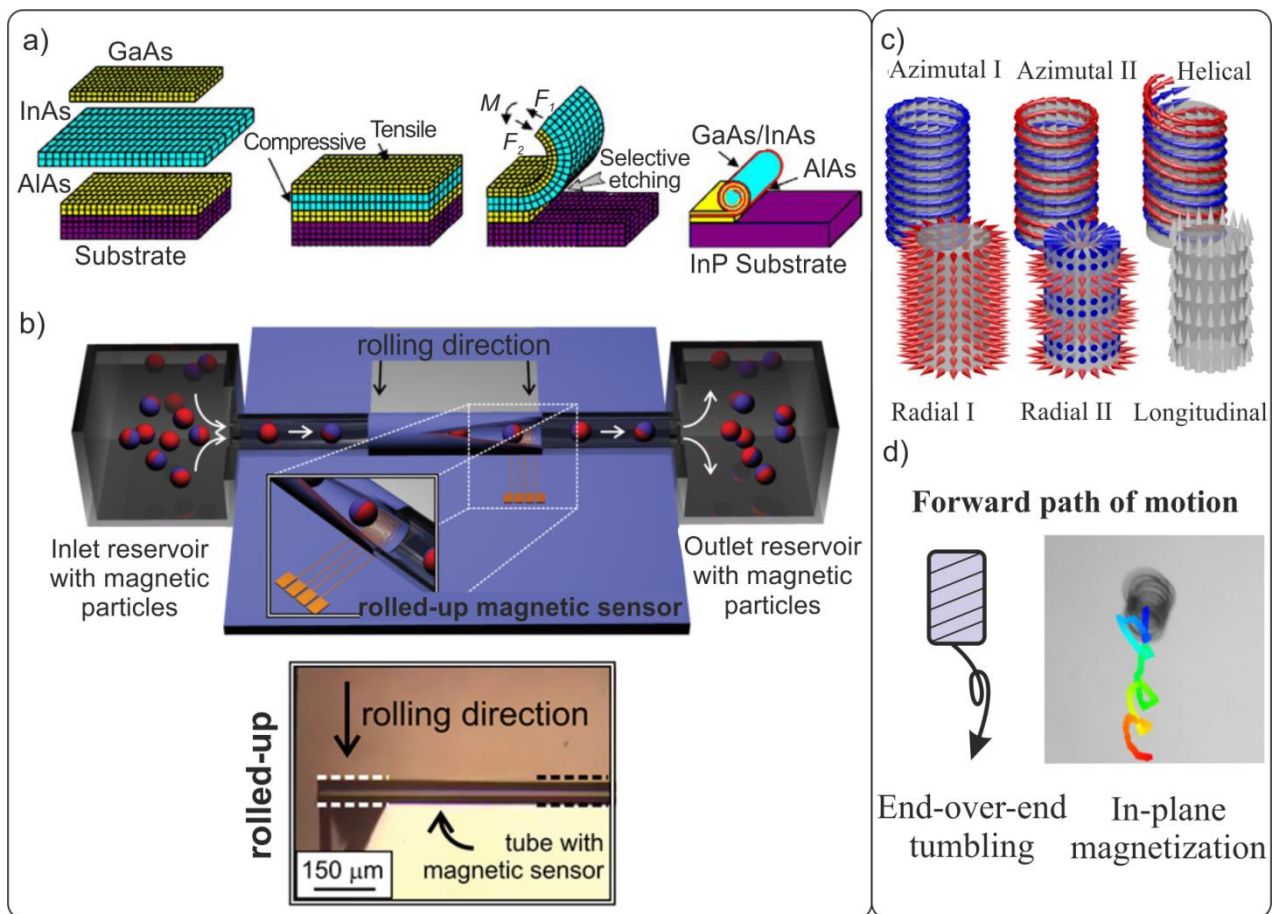 a)
GaAs
InAs
AlAs
Substrate
Compressive
Tensile
M
F₁
F₂
Selective
etching
GaAs/InAs
AlAs
InP Substrate
b)
rolling direction
Inlet reservoir
with magnetic
particles
rolled-up magnetic sensor
Outlet reservoir
with magnetic
particles
rolled-up
rolling direction
tube with
magnetic sensor
150 μm
c)
Azimutal I
Azimutal II
Helical
Radial I
Radial II
Longitudinal
d)
Forward path of motion
End-over-end
tumbling
In-plane
magnetization